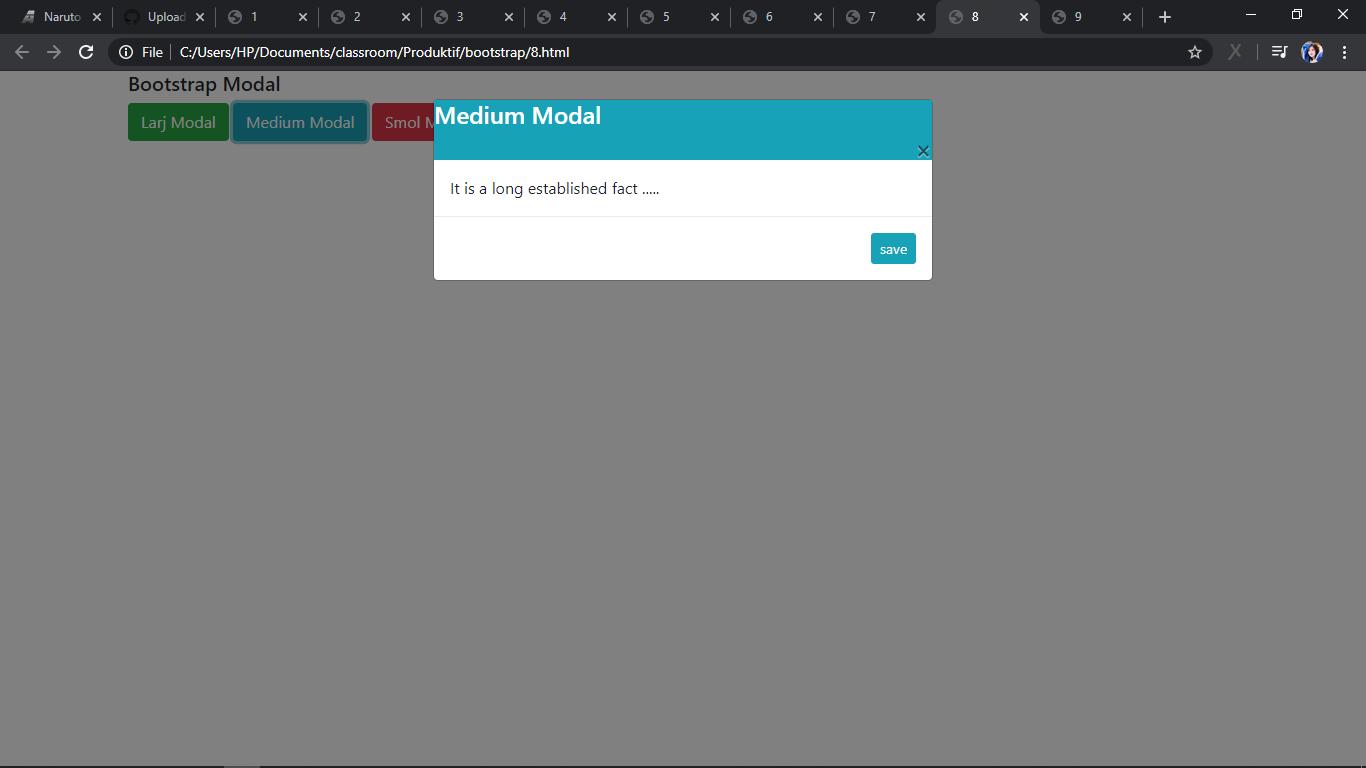 Naruto Upload 1 2 3 4 5 6 7 8 9
File C:/Users/HP/Documents/classroom/Produktif/bootstrap/8.html
Bootstrap Modal
Larj Modal Medium Modal Smol
Medium Modal
It is a long established fact .....
save